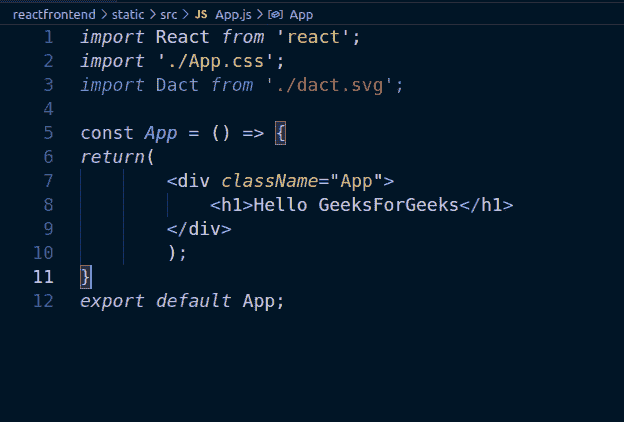 reactfrontend > static > src > JS App.js > App
1 import React from 'react';
2 import './App.css';
3 import Dact from './dact.svg';
4
5 const App = () => {
6 return(
7 <div className="App">
8 <h1>Hello GeeksForGeeks</h1>
9 </div>
10 );
11 }
12 export default App;